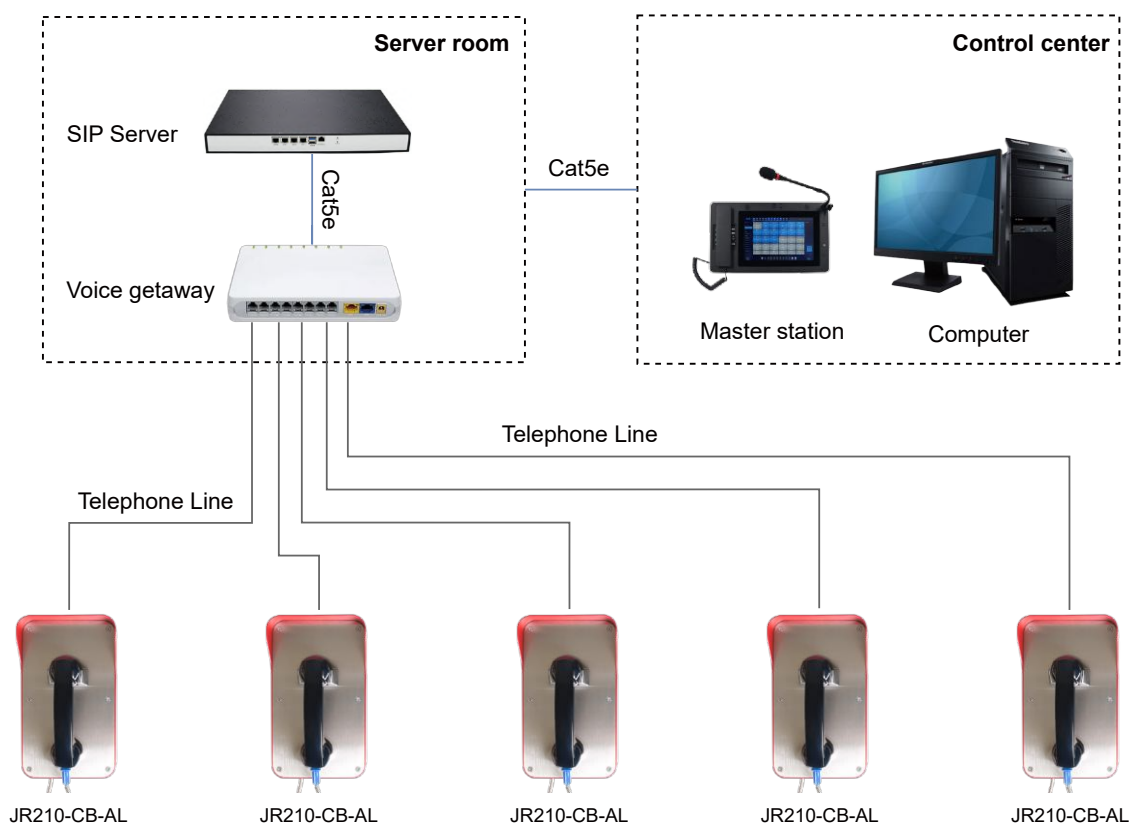 Server room
Control center
SIP Server
Cat5e
Cat5e
Voice getaway
Master station
Computer
Telephone Line
Telephone Line
JR210-CB-AL
JR210-CB-AL
JR210-CB-AL
JR210-CB-AL
JR210-CB-AL